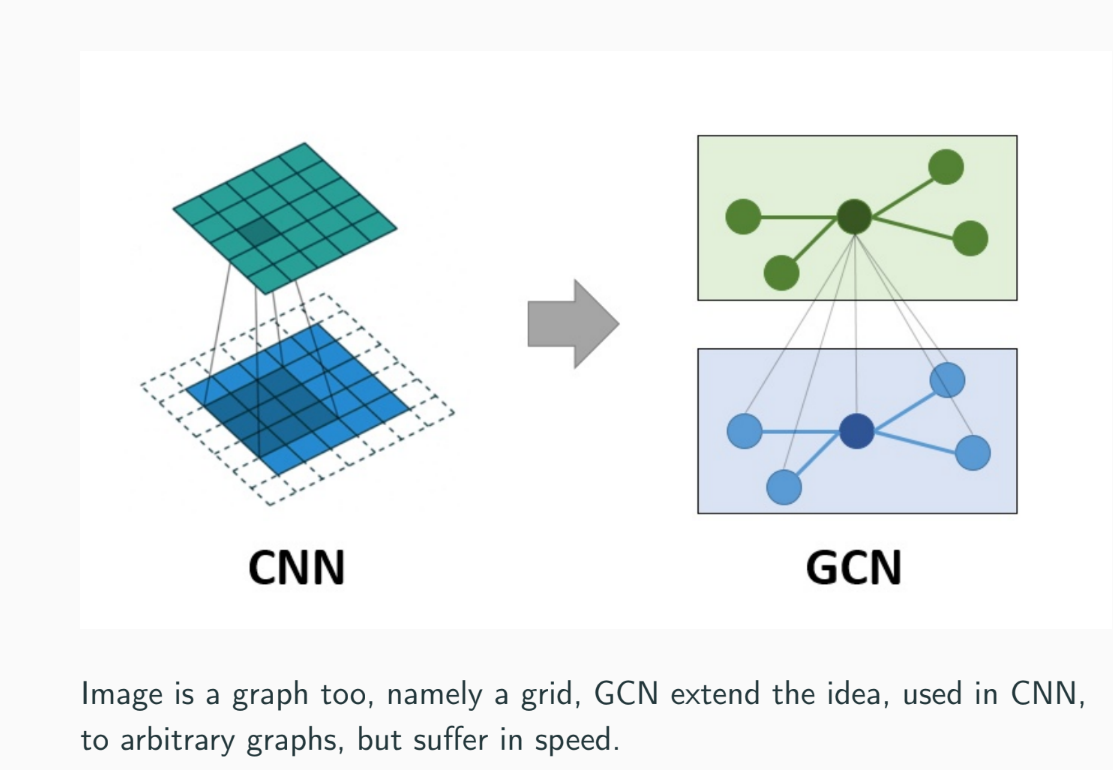 CNN
GCN
Image is a graph too, namely a grid, GCN extend the idea, used in CNN,
to arbitrary graphs, but suffer in speed.